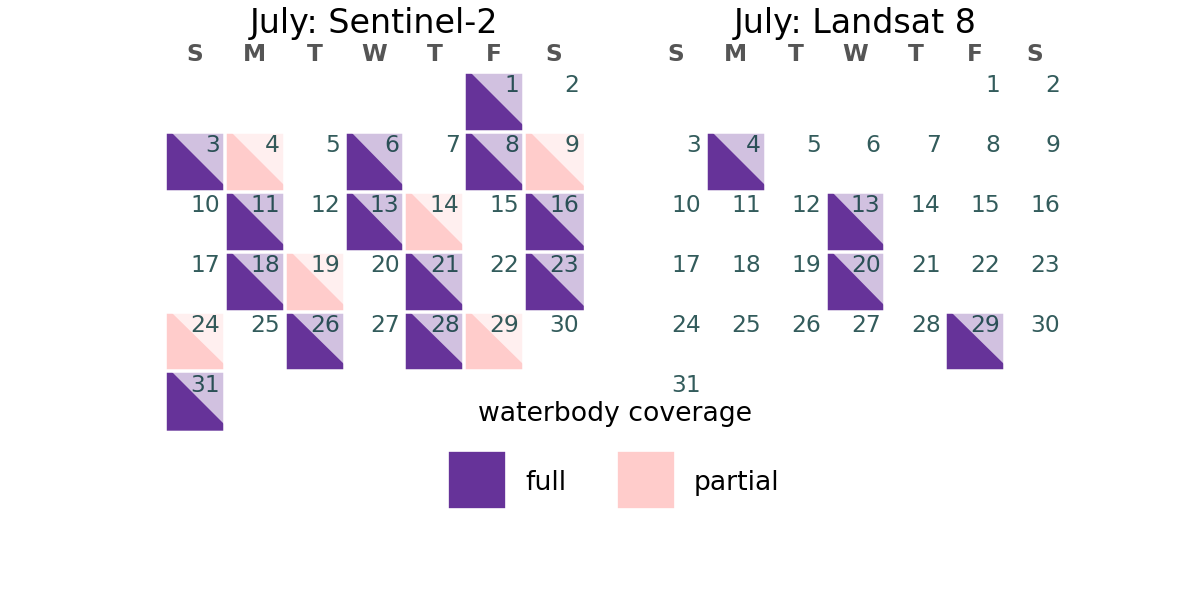 July: Sentinel-2
S M T W T F S
1 2
3 4 5 6 7 8 9
10 11 12 13 14 15 16
17 18 19 20 21 22 23
24 25 26 27 28 29 30
31
July: Landsat 8
S M T W T F S
1 2
3 4 5 6 7 8 9
10 11 12 13 14 15 16
17 18 19 20 21 22 23
24 25 26 27 28 29 30
31
waterbody coverage
full
partial